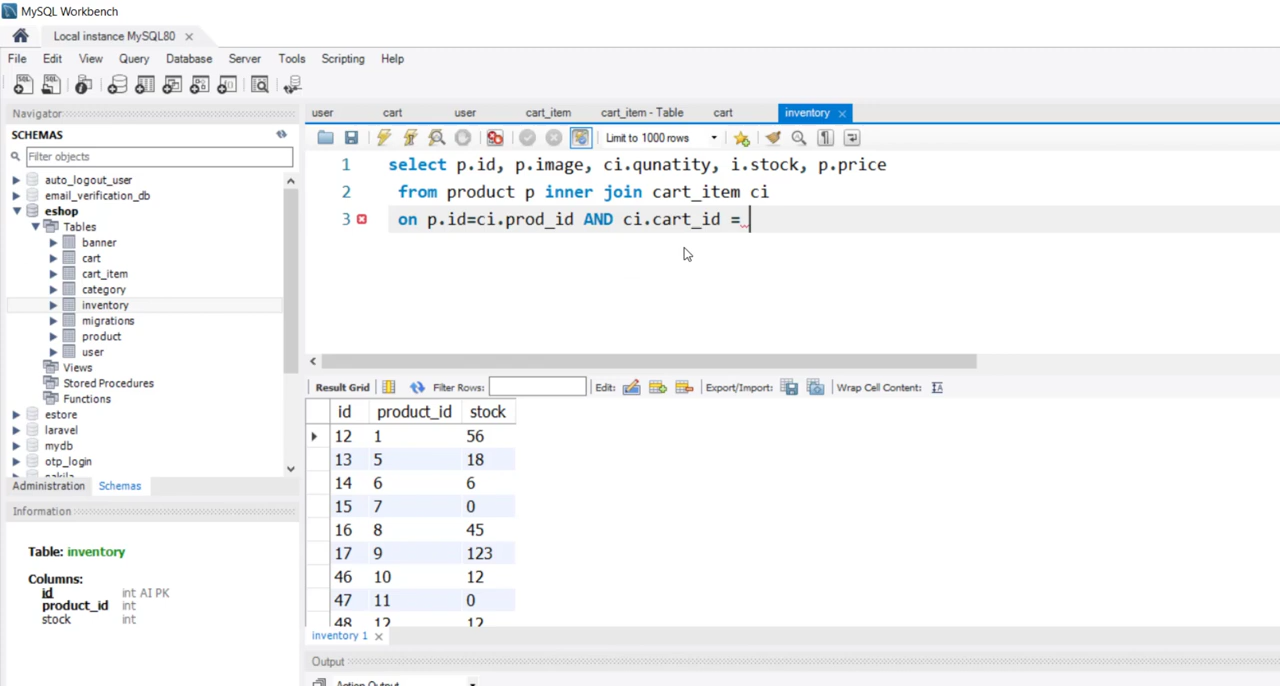 MySQL Workbench
Local instance MySQL80
File Edit View Query Database Server Tools Scripting Help
Navigator
SCHEMAS
Filter objects
auto_logout_user
email_verification_db
eshop
Tables
banner
cart
cart_item
category
inventory
migrations
product
user
Views
Stored Procedures
Functions
estore
laravel
mydb
otp_login
Administration Schemas
Information
Table: inventory
Columns:
id int AI PK
product_id int
stock int
user cart user cart_item cart_item - Table cart inventory
Limit to 1000 rows
1 select p.id, p.image, ci.qunatity, i.stock, p.price
2 from product p inner join cart_item ci
3 on p.id=ci.prod_id AND ci.cart_id =
Result Grid Filter Rows: Edit: Export/Import: Wrap Cell Content:
id product_id stock
12 1 56
13 5 18
14 6 6
15 7 0
16 8 45
17 9 123
46 10 12
47 11 0
48 12 12
inventory 1
Output
Action Output